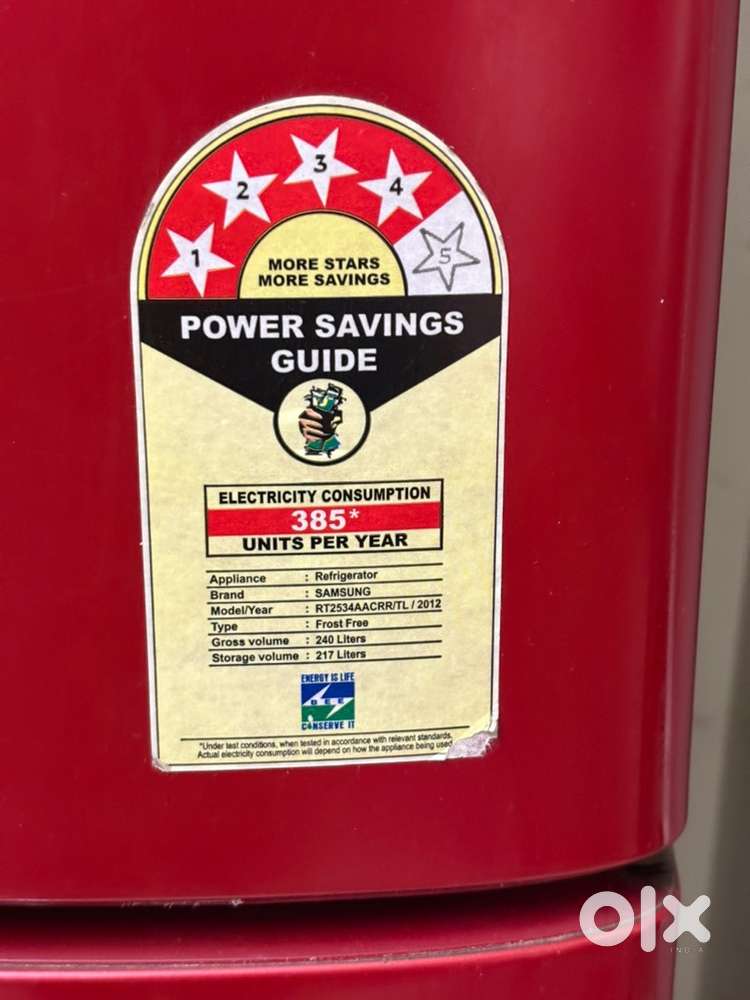 1 2 3 4 5
MORE STARS
MORE SAVINGS
POWER SAVINGS
GUIDE
ELECTRICITY CONSUMPTION
385*
UNITS PER YEAR
Appliance : Refrigerator
Brand : SAMSUNG
Model/Year : RT2534AACRR/TL / 2012
Type : Frost Free
Gross volume : 240 Liters
Storage volume : 217 Liters
ENERGY IS LIFE
BEE
CONSERVE IT
*Under test conditions, when tested in accordance with relevant standards.
Actual electricity consumption will depend on how the appliance being used
olx
INDIA